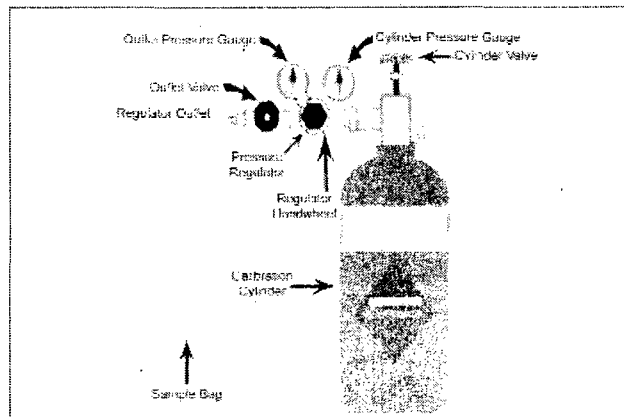 Outlet Pressure Gauge
Cylinder Pressure Gauge
Cylinder Valve
Outlet Valve
Regulator Outlet
Pressure
Regulator
Regulator
Handwheel
Calibration
Cylinder
Sample Bag